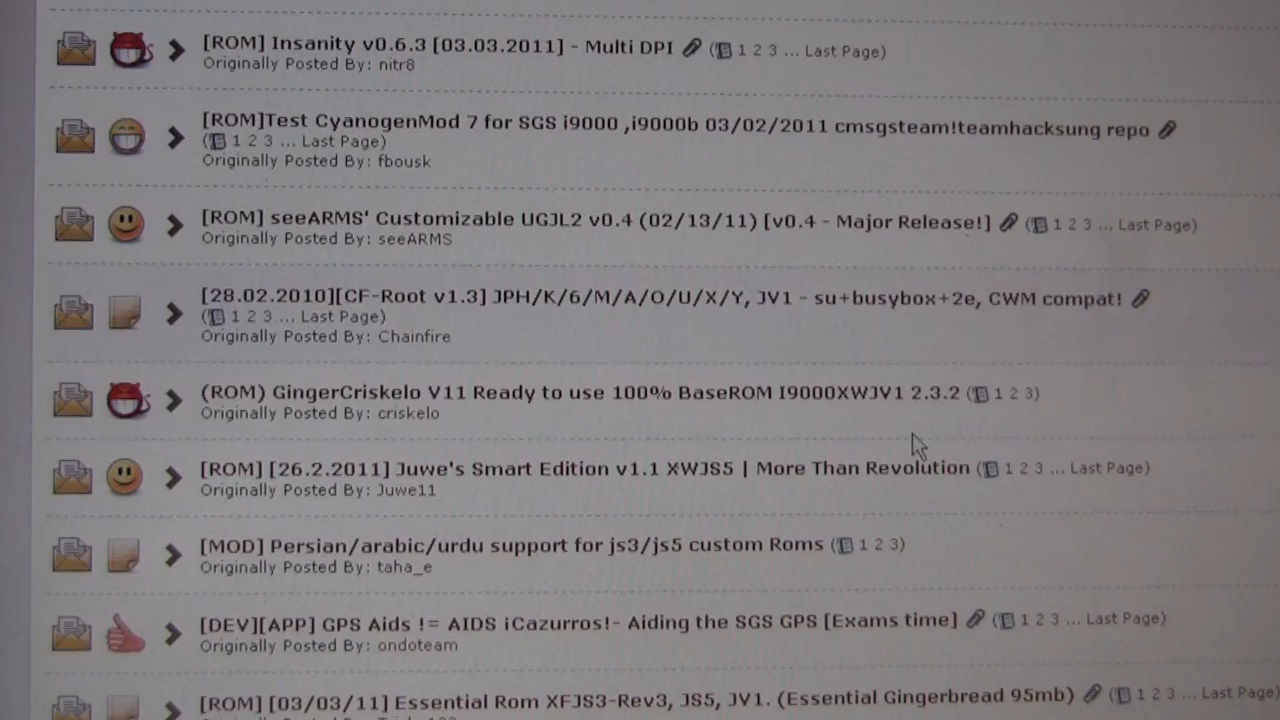 [ROM] Insanity v0.6.3 [03.03.2011] - Multi DPI (1 2 3 ... Last Page)
Originally Posted By: nitr8
[ROM]Test CyanogenMod 7 for SGS i9000 ,i9000b 03/02/2011 cmsgsteam!teamhacksung repo
(1 2 3 ... Last Page)
Originally Posted By: fbousk
[ROM] seeARMS' Customizable UGJL2 v0.4 (02/13/11) [v0.4 - Major Release!] (1 2 3 ... Last Page)
Originally Posted By: seeARMS
[28.02.2010][CF-Root v1.3] JPH/K/6/M/A/O/U/X/Y, JV1 - su+busybox+2e, CWM compat!
(1 2 3 ... Last Page)
Originally Posted By: Chainfire
(ROM) GingerCriskelo V11 Ready to use 100% BaseROM I9000XWJV1 2.3.2 (1 2 3)
Originally Posted By: criskelo
[ROM] [26.2.2011] Juwe's Smart Edition v1.1 XWJS5 | More Than Revolution (1 2 3 ... Last Page)
Originally Posted By: Juwe11
[MOD] Persian/arabic/urdu support for js3/js5 custom Roms (1 2 3)
Originally Posted By: taha_e
[DEV][APP] GPS Aids != AIDS ¡Cazurros!- Aiding the SGS GPS [Exams time] (1 2 3 ... Last Page)
Originally Posted By: ondoteam
[ROM] [03/03/11] Essential Rom XFJS3-Rev3, JS5, JV1. (Essential Gingerbread 95mb) (1 2 3 ... Last Page)